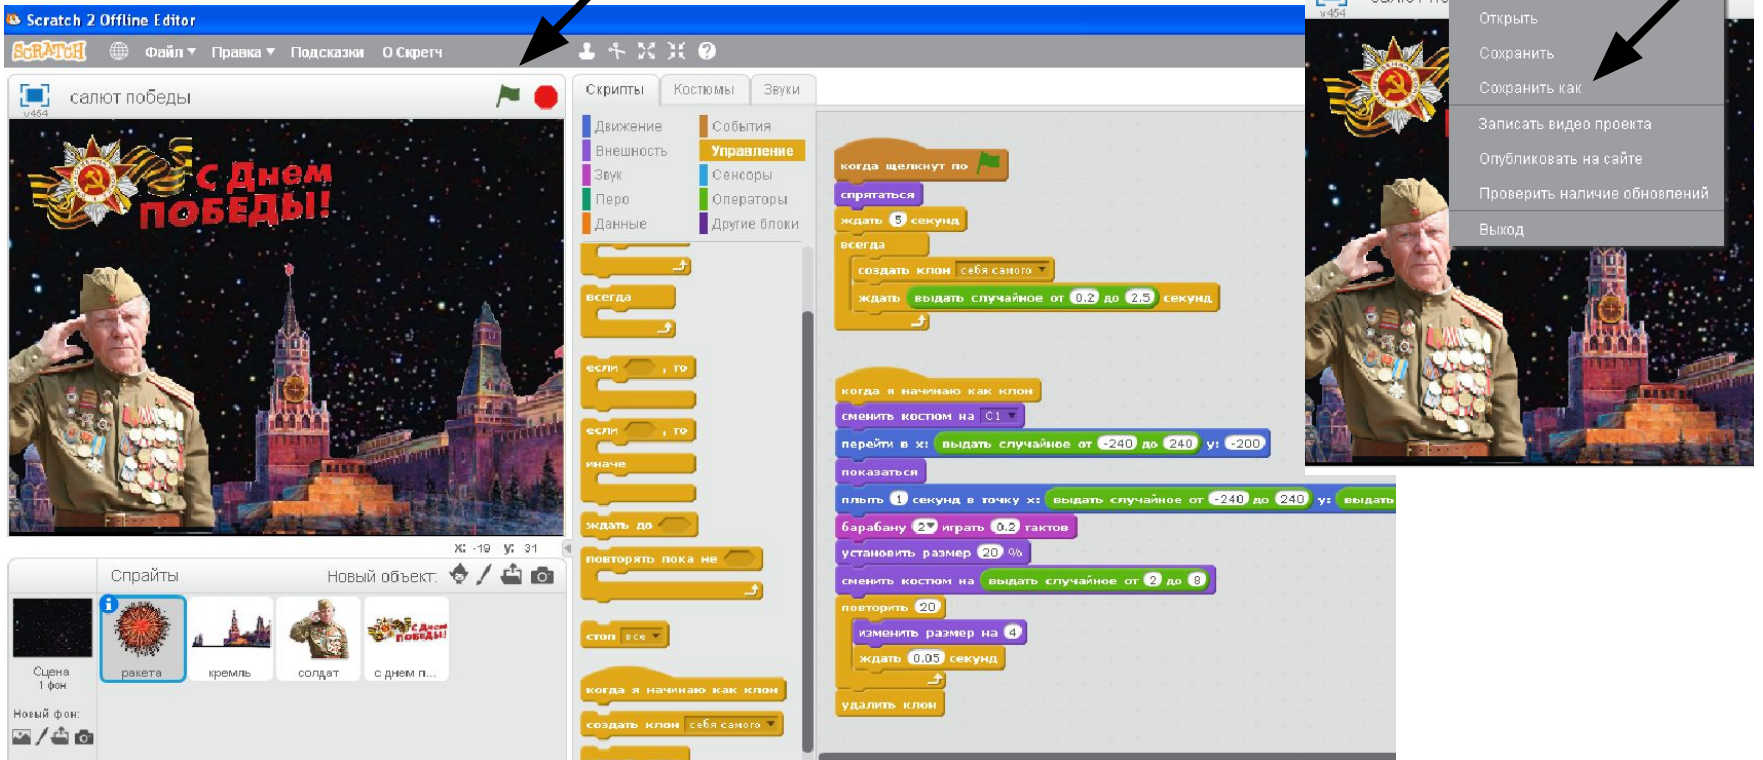 Scratch 2 Offline Editor
SCRATCH Файл Правка Подсказки О Скретч
салют победы
v454
с Днем
ПОБЕДЫ!
X: -19 y: 31
Спрайты Новый объект:
Сцена
1 фон
ракета кремль солдат с днем п...
Новый фон:
Скрипты Костюмы Звуки
Движение События
Внешность Управление
Звук Сенсоры
Перо Операторы
Данные Другие блоки
всегда
если , то
если , то
иначе
ждать до
повторять пока не
стоп все
когда я начинаю как клон
создать клон себя самого
когда щелкнут по
спрятаться
ждать 5 секунд
всегда
создать клон себя самого
ждать выдать случайное от 0.2 до 2.5 секунд
когда я начинаю как клон
сменить костюм на С1
перейти в x: выдать случайное от -240 до 240 y: -200
показаться
плыть 1 секунд в точку x: выдать случайное от -240 до 240 y: выдать
барабану 2 играть 0.2 тактов
установить размер 20 %
сменить костюм на выдать случайное от 2 до 8
повторить 20
изменить размер на 4
ждать 0.05 секунд
удалить клон
v454
Открыть
Сохранить
Сохранить как
Записать видео проекта
Опубликовать на сайте
Проверить наличие обновлений
Выход